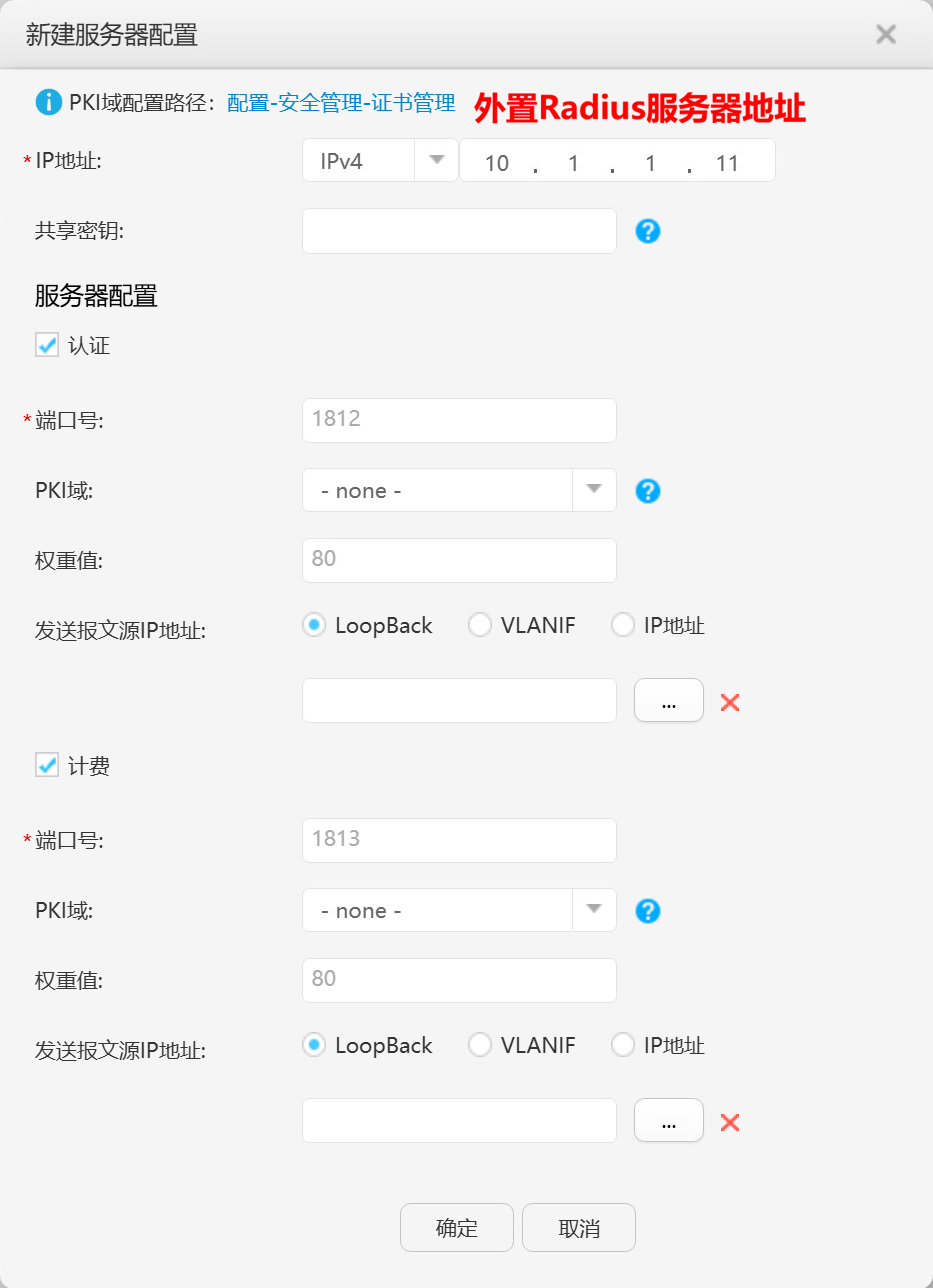 新建服务器配置
PKI域配置路径：配置-安全管理-证书管理 外置Radius服务器地址
*IP地址: IPv4 10 . 1 . 1 . 11
共享密钥:
服务器配置
认证
*端口号: 1812
PKI域: - none -
权重值: 80
发送报文源IP地址: LoopBack VLANIF IP地址
...
计费
*端口号: 1813
PKI域: - none -
权重值: 80
发送报文源IP地址: LoopBack VLANIF IP地址
...
确定 取消